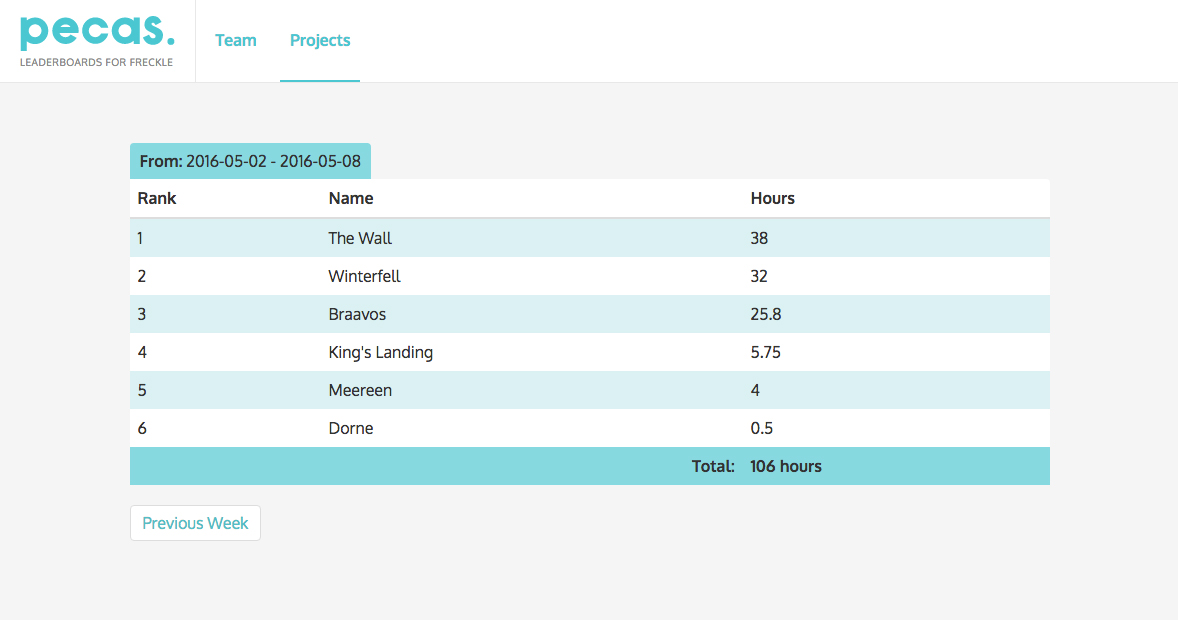 pecas.
LEADERBOARDS FOR FRECKLE
Team Projects
From: 2016-05-02 - 2016-05-08
Rank Name Hours
1 The Wall 38
2 Winterfell 32
3 Braavos 25.8
4 King's Landing 5.75
5 Meereen 4
6 Dorne 0.5
Total: 106 hours
Previous Week